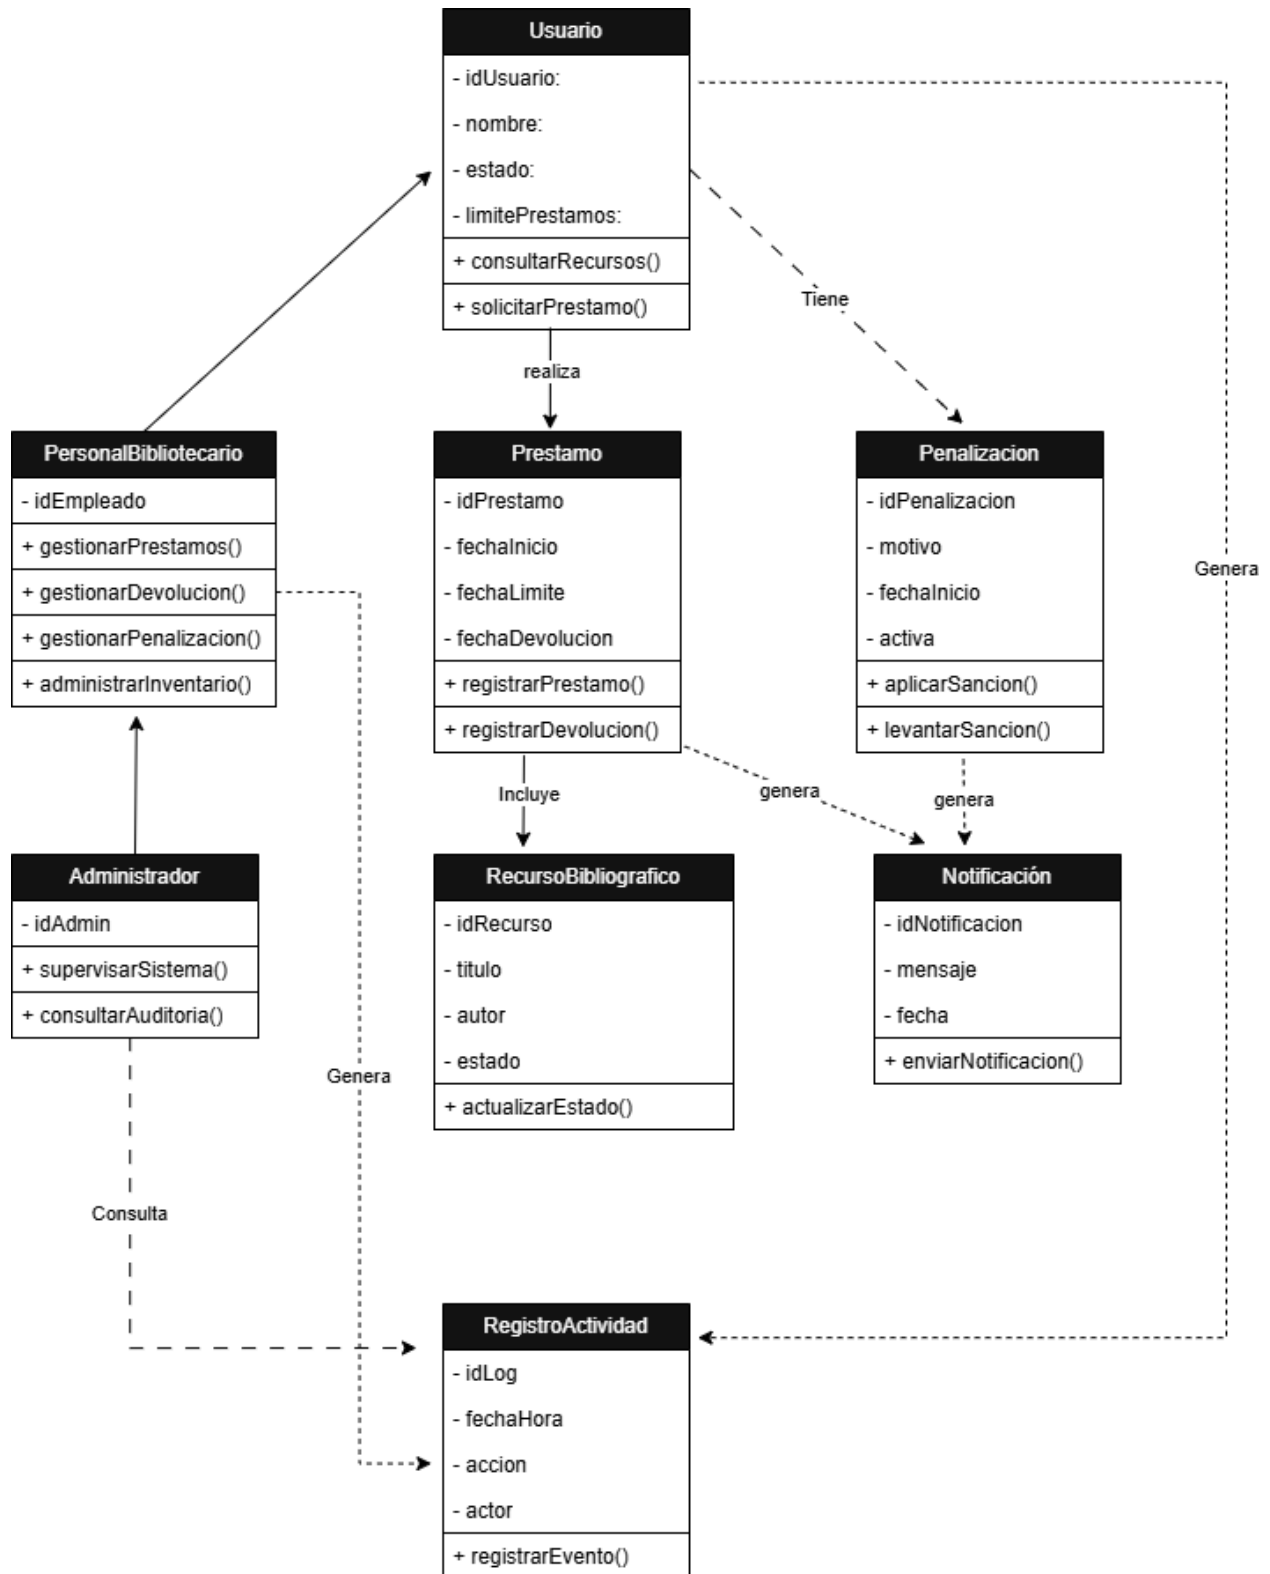 Usuario
- idUsuario:
- nombre:
- estado:
- limitePrestamos:
+ consultarRecursos()
+ solicitarPrestamo()
Tiene
realiza
Genera
PersonalBibliotecario
- idEmpleado
+ gestionarPrestamos()
+ gestionarDevolucion()
+ gestionarPenalizacion()
+ administrarInventario()
Prestamo
- idPrestamo
- fechaInicio
- fechaLimite
- fechaDevolucion
+ registrarPrestamo()
+ registrarDevolucion()
Penalizacion
- idPenalizacion
- motivo
- fechaInicio
- activa
+ aplicarSancion()
+ levantarSancion()
Incluye
genera
genera
Administrador
- idAdmin
+ supervisarSistema()
+ consultarAuditoria()
RecursoBibliografico
- idRecurso
- titulo
- autor
- estado
+ actualizarEstado()
Notificación
- idNotificacion
- mensaje
- fecha
+ enviarNotificacion()
Genera
Consulta
RegistroActividad
- idLog
- fechaHora
- accion
- actor
+ registrarEvento()